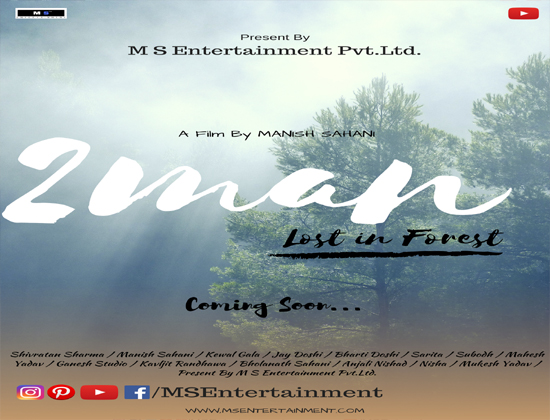 M S
Present By
M S Entertainment Pvt.Ltd.
A Film By MANISH SAHANI
2man
Lost in Forest
Coming Soon...
Shivratan Sharma / Manish Sahani / Kewal Gala / Jay Doshi / Bharti Doshi / Sarita / Subodh / Mahesh
Yadav / Ganesh Studio / Kavljit Randhawa / Bholanath Sahani / Anjali Nishad / Nisha / Mukesh Yadav /
Present By M S Entertainment Pvt.Ltd.
/MSEntertainment
WWW.MSENTERTAINMENT.COM